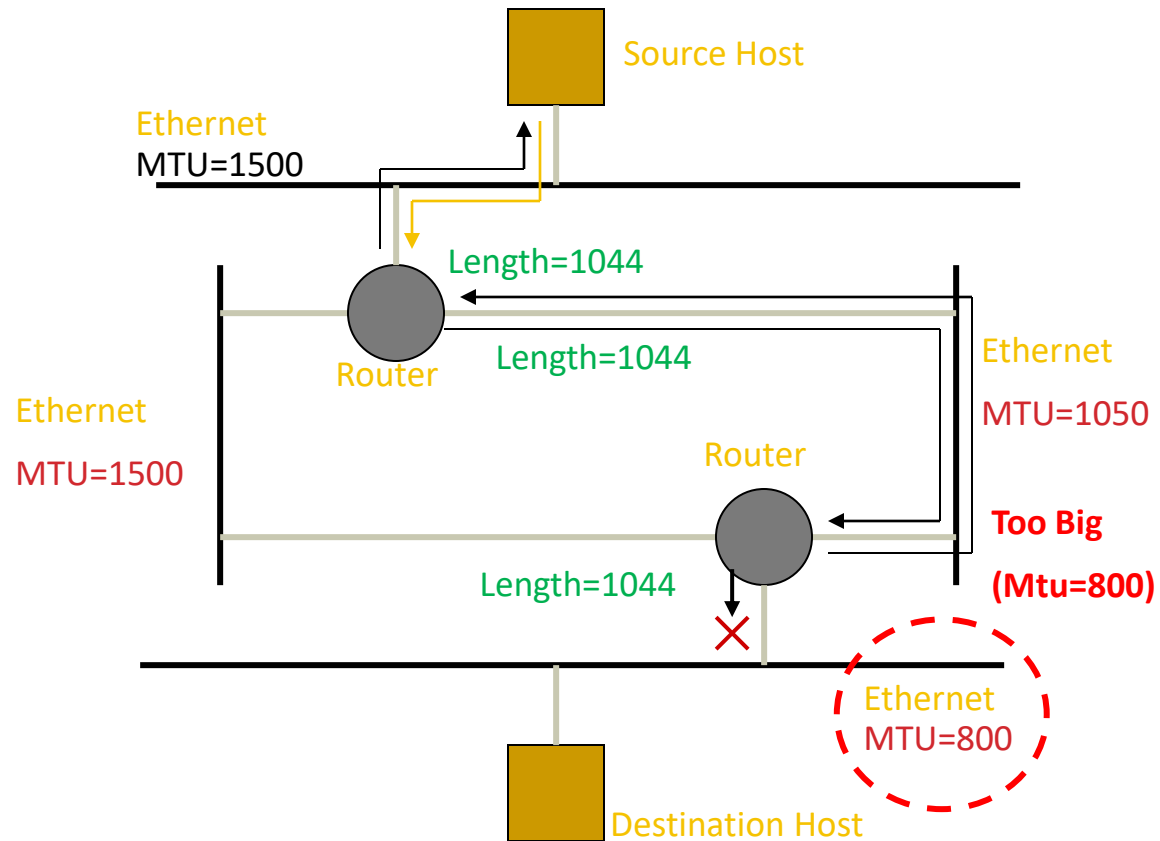 Source Host
Ethernet
MTU=1500
Length=1044
Length=1044
Router
Ethernet
MTU=1050
Ethernet
MTU=1500
Router
Too Big
(Mtu=800)
Length=1044
Ethernet
MTU=800
Destination Host